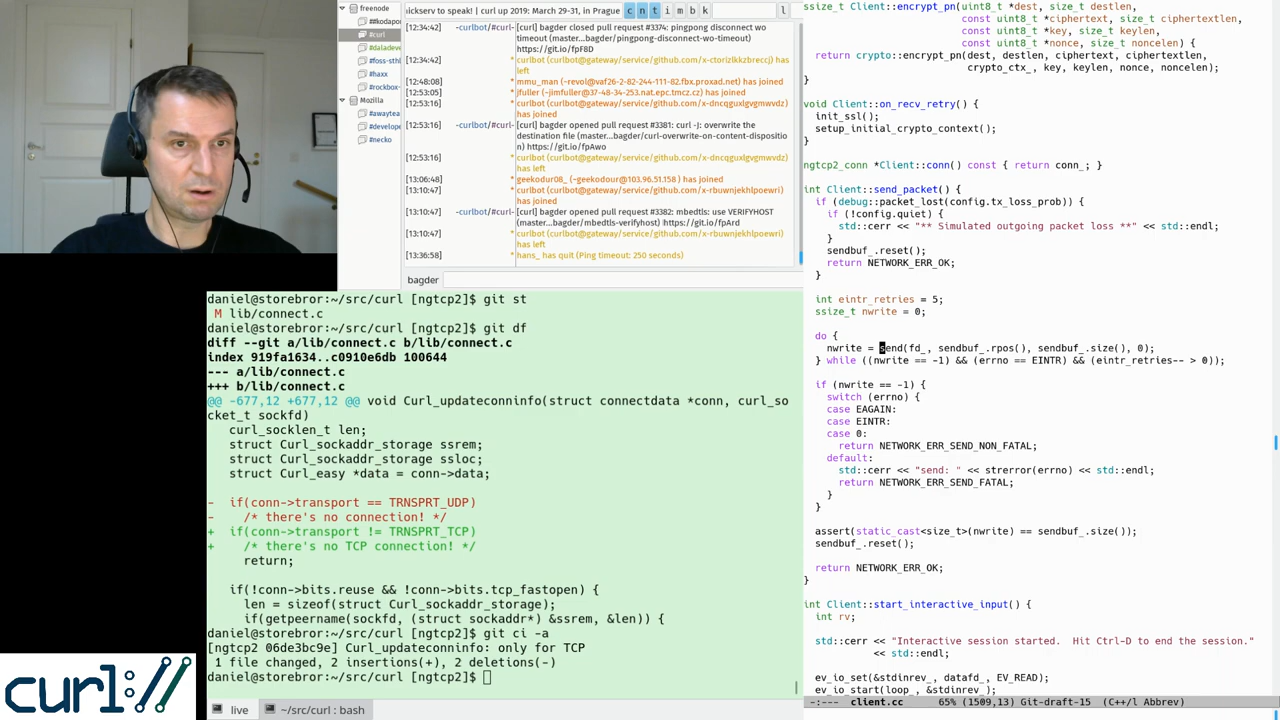 freenode
##kodapor
#curl
#daladeve
#foss-sthl
#haxx
#rockbox-
Mozilla
#awaytea
#develope
#necko
nickserv to speak! | curl up 2019: March 29-31, in Prague
c n t i m b k l
[12:34:42] -curlbot/#curl- [curl] bagder closed pull request #3374: pingpong disconnect wo
timeout (master...bagder/pingpong-disconnect-wo-timeout)
https://git.io/fpF8D
[12:34:42] * curlbot (curlbot@gateway/service/github.com/x-ctorizlkkzbreccj) has
left
[12:48:08] * mmu_man (~revol@vaf26-2-82-244-111-82.fbx.proxad.net) has joined
[12:53:05] * jfuller (~jimfuller@37-48-34-253.nat.epc.tmcz.cz) has joined
[12:53:16] * curlbot (curlbot@gateway/service/github.com/x-dncqguxlgvgmwvdz)
has joined
[12:53:16] -curlbot/#curl- [curl] bagder opened pull request #3381: curl -J: overwrite the
destination file (master...bagder/curl-overwrite-on-content-dispositio
n) https://git.io/fpAwo
[12:53:16] * curlbot (curlbot@gateway/service/github.com/x-dncqguxlgvgmwvdz)
has left
[13:06:48] * geekodur08_ (~geekodour@103.96.51.158 ) has joined
[13:10:47] * curlbot (curlbot@gateway/service/github.com/x-rbuwnjekhlpoewri)
has joined
[13:10:47] -curlbot/#curl- [curl] bagder opened pull request #3382: mbedtls: use VERIFYHOST
(master...bagder/mbedtls-verifyhost) https://git.io/fpArd
[13:10:47] * curlbot (curlbot@gateway/service/github.com/x-rbuwnjekhlpoewri) has
left
[13:36:58] * hans_ has quit (Ping timeout: 250 seconds)
bagder
daniel@storebror:~/src/curl [ngtcp2]$ git st
M lib/connect.c
daniel@storebror:~/src/curl [ngtcp2]$ git df
diff --git a/lib/connect.c b/lib/connect.c
index 919fa1634..c0910e6db 100644
--- a/lib/connect.c
+++ b/lib/connect.c
@@ -677,12 +677,12 @@ void Curl_updateconninfo(struct connectdata *conn, curl_so
cket_t sockfd)
curl_socklen_t len;
struct Curl_sockaddr_storage ssrem;
struct Curl_sockaddr_storage ssloc;
struct Curl_easy *data = conn->data;
- if(conn->transport == TRNSPRT_UDP)
- /* there's no connection! */
+ if(conn->transport != TRNSPRT_TCP)
+ /* there's no TCP connection! */
return;
if(!conn->bits.reuse && !conn->bits.tcp_fastopen) {
len = sizeof(struct Curl_sockaddr_storage);
if(getpeername(sockfd, (struct sockaddr*) &ssrem, &len)) {
daniel@storebror:~/src/curl [ngtcp2]$ git ci -a
[ngtcp2 06de3bc9e] Curl_updateconninfo: only for TCP
1 file changed, 2 insertions(+), 2 deletions(-)
daniel@storebror:~/src/curl [ngtcp2]$
live
~/src/curl : bash
curl://
ssize_t Client::encrypt_pn(uint8_t *dest, size_t destlen,
const uint8_t *ciphertext, size_t ciphertextlen,
const uint8_t *key, size_t keylen,
const uint8_t *nonce, size_t noncelen) {
return crypto::encrypt_pn(dest, destlen, ciphertext, ciphertextlen,
crypto_ctx_, key, keylen, nonce, noncelen);
}
void Client::on_recv_retry() {
init_ssl();
setup_initial_crypto_context();
}
ngtcp2_conn *Client::conn() const { return conn_; }
int Client::send_packet() {
if (debug::packet_lost(config.tx_loss_prob)) {
if (!config.quiet) {
std::cerr << "** Simulated outgoing packet loss **" << std::endl;
}
sendbuf_.reset();
return NETWORK_ERR_OK;
}
int eintr_retries = 5;
ssize_t nwrite = 0;
do {
nwrite = send(fd_, sendbuf_.rpos(), sendbuf_.size(), 0);
} while ((nwrite == -1) && (errno == EINTR) && (eintr_retries-- > 0));
if (nwrite == -1) {
switch (errno) {
case EAGAIN:
case EINTR:
case 0:
return NETWORK_ERR_SEND_NON_FATAL;
default:
std::cerr << "send: " << strerror(errno) << std::endl;
return NETWORK_ERR_SEND_FATAL;
}
}
assert(static_cast<size_t>(nwrite) == sendbuf_.size());
sendbuf_.reset();
return NETWORK_ERR_OK;
}
int Client::start_interactive_input() {
int rv;
std::cerr << "Interactive session started.  Hit Ctrl-D to end the session."
<< std::endl;
ev_io_set(&stdinrev_, datafd_, EV_READ);
ev_io_start(loop_, &stdinrev_);
-:--- client.cc 65% (1509,13) Git-draft-15 (C++/l Abbrev)